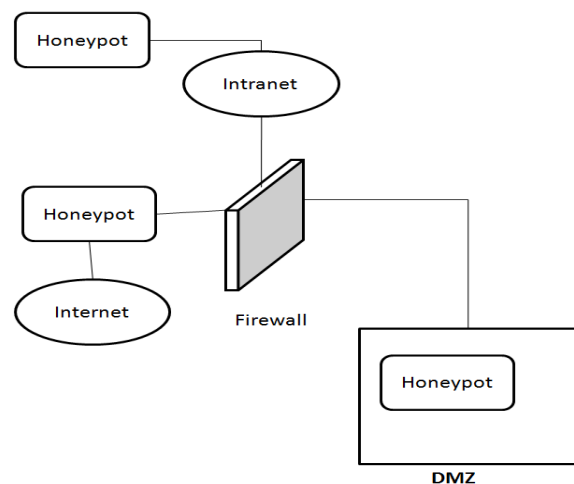 Honeypot
Intranet
Honeypot
Internet
Firewall
Honeypot
DMZ